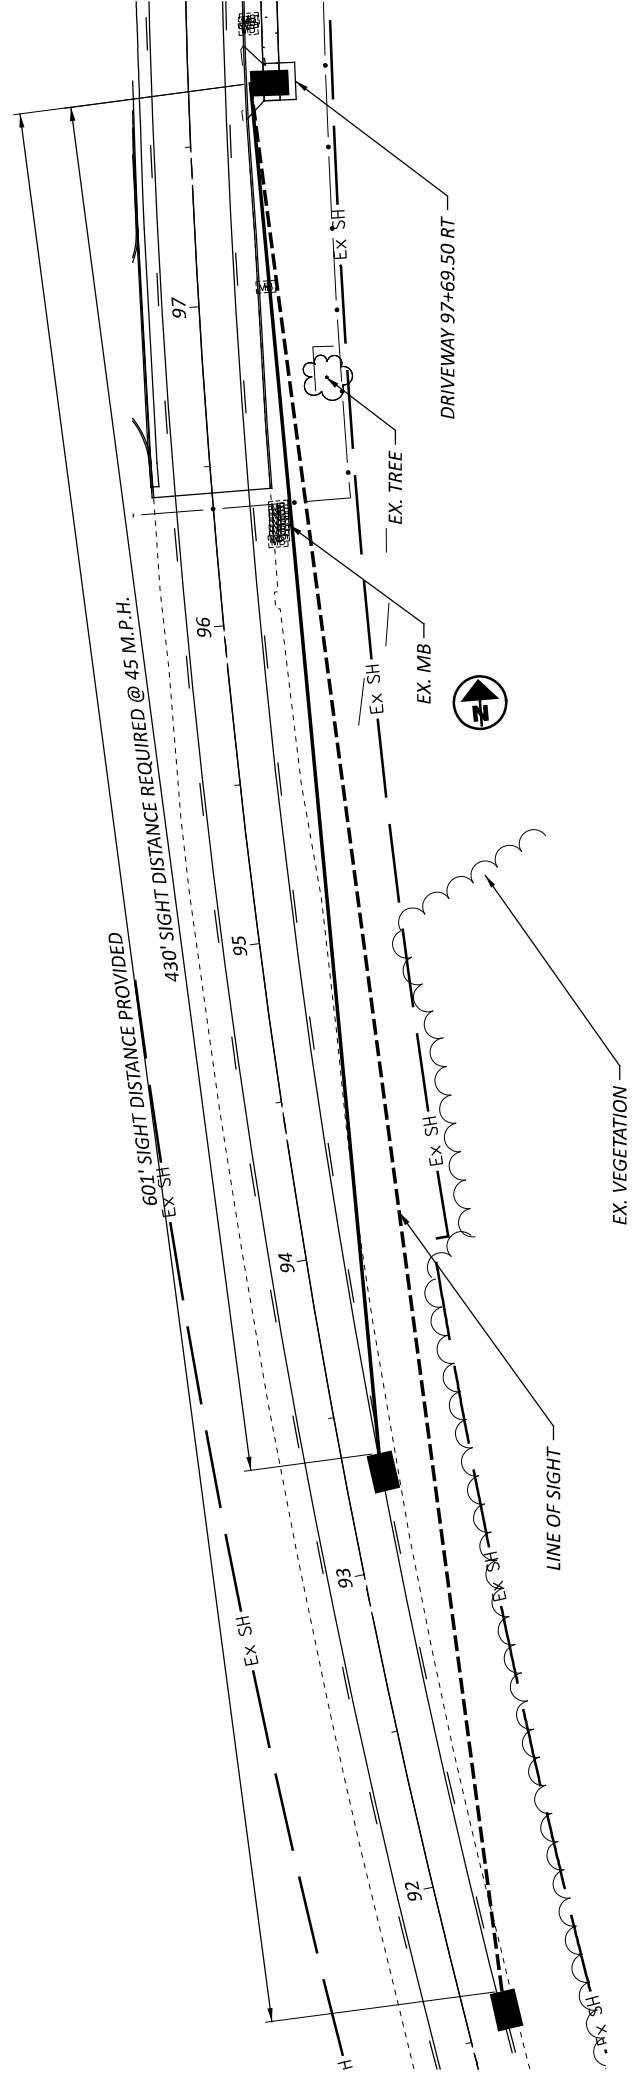 97
Ex SH
DRIVEWAY 97+69.50 RT
EX. TREE
96
430' SIGHT DISTANCE REQUIRED @ 45 M.P.H.
EX. MB
Ex SH
N
601' SIGHT DISTANCE PROVIDED
95
Ex SH
Ex SH
EX. VEGETATION
94
LINE OF SIGHT
93
Ex SH
Ex SH
92
Ex SH
H